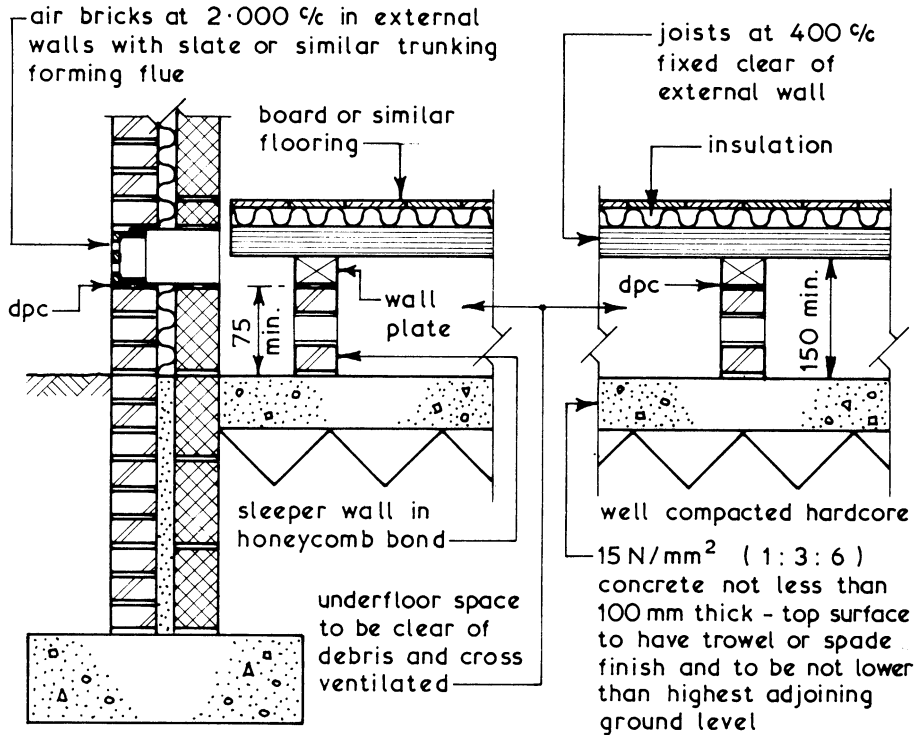 air bricks at 2·000 c/c in external
walls with slate or similar trunking
forming flue
joists at 400 c/c
fixed clear of
external wall
board or similar
flooring
insulation
dpc
75
min.
wall
plate
dpc
150 min.
sleeper wall in
honeycomb bond
well compacted hardcore
underfloor space
to be clear of
debris and cross
ventilated
15 N/mm² (1:3:6)
concrete not less than
100 mm thick - top surface
to have trowel or spade
finish and to be not lower
than highest adjoining
ground level